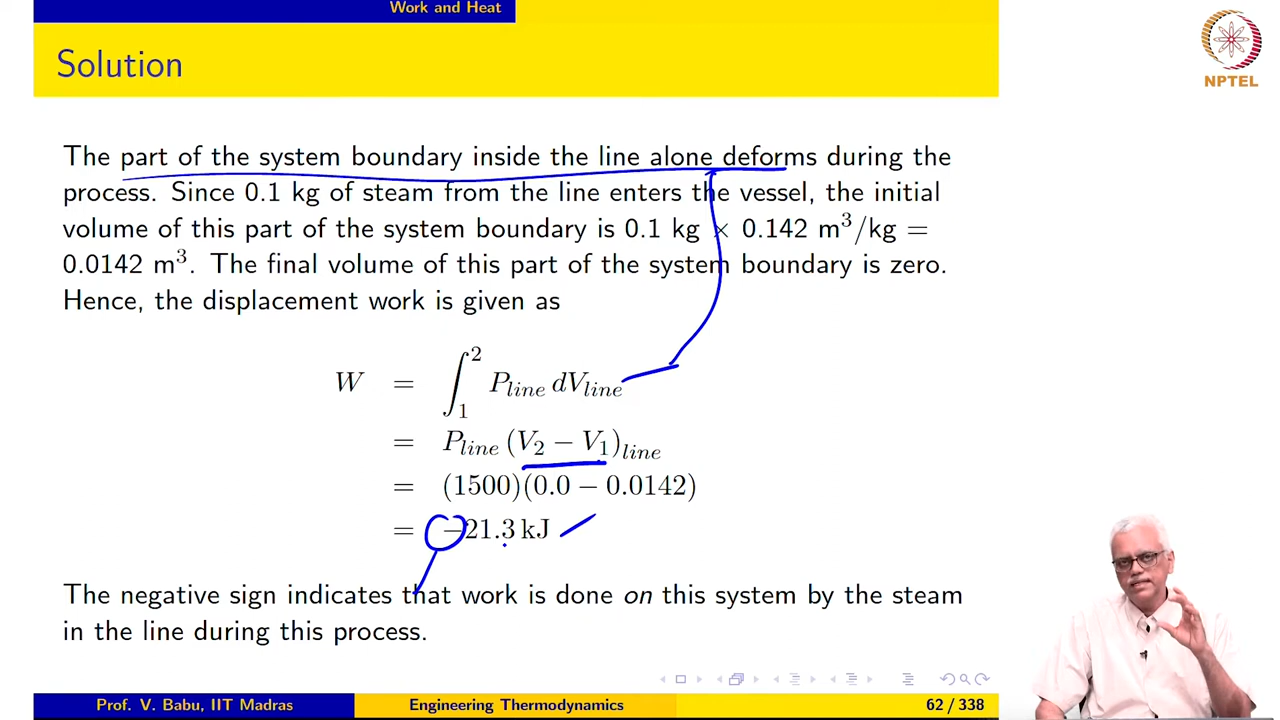 Work and Heat
Solution
NPTEL
The part of the system boundary inside the line alone deforms during the
process. Since 0.1 kg of steam from the line enters the vessel, the initial
volume of this part of the system boundary is 0.1 kg × 0.142 m³/kg =
0.0142 m³. The final volume of this part of the system boundary is zero.
Hence, the displacement work is given as
W = ∫₁² P_line dV_line
= P_line (V₂ − V₁)_line
= (1500)(0.0 − 0.0142)
= −21.3 kJ
The negative sign indicates that work is done on this system by the steam
in the line during this process.
Prof. V. Babu, IIT Madras Engineering Thermodynamics 62 / 338